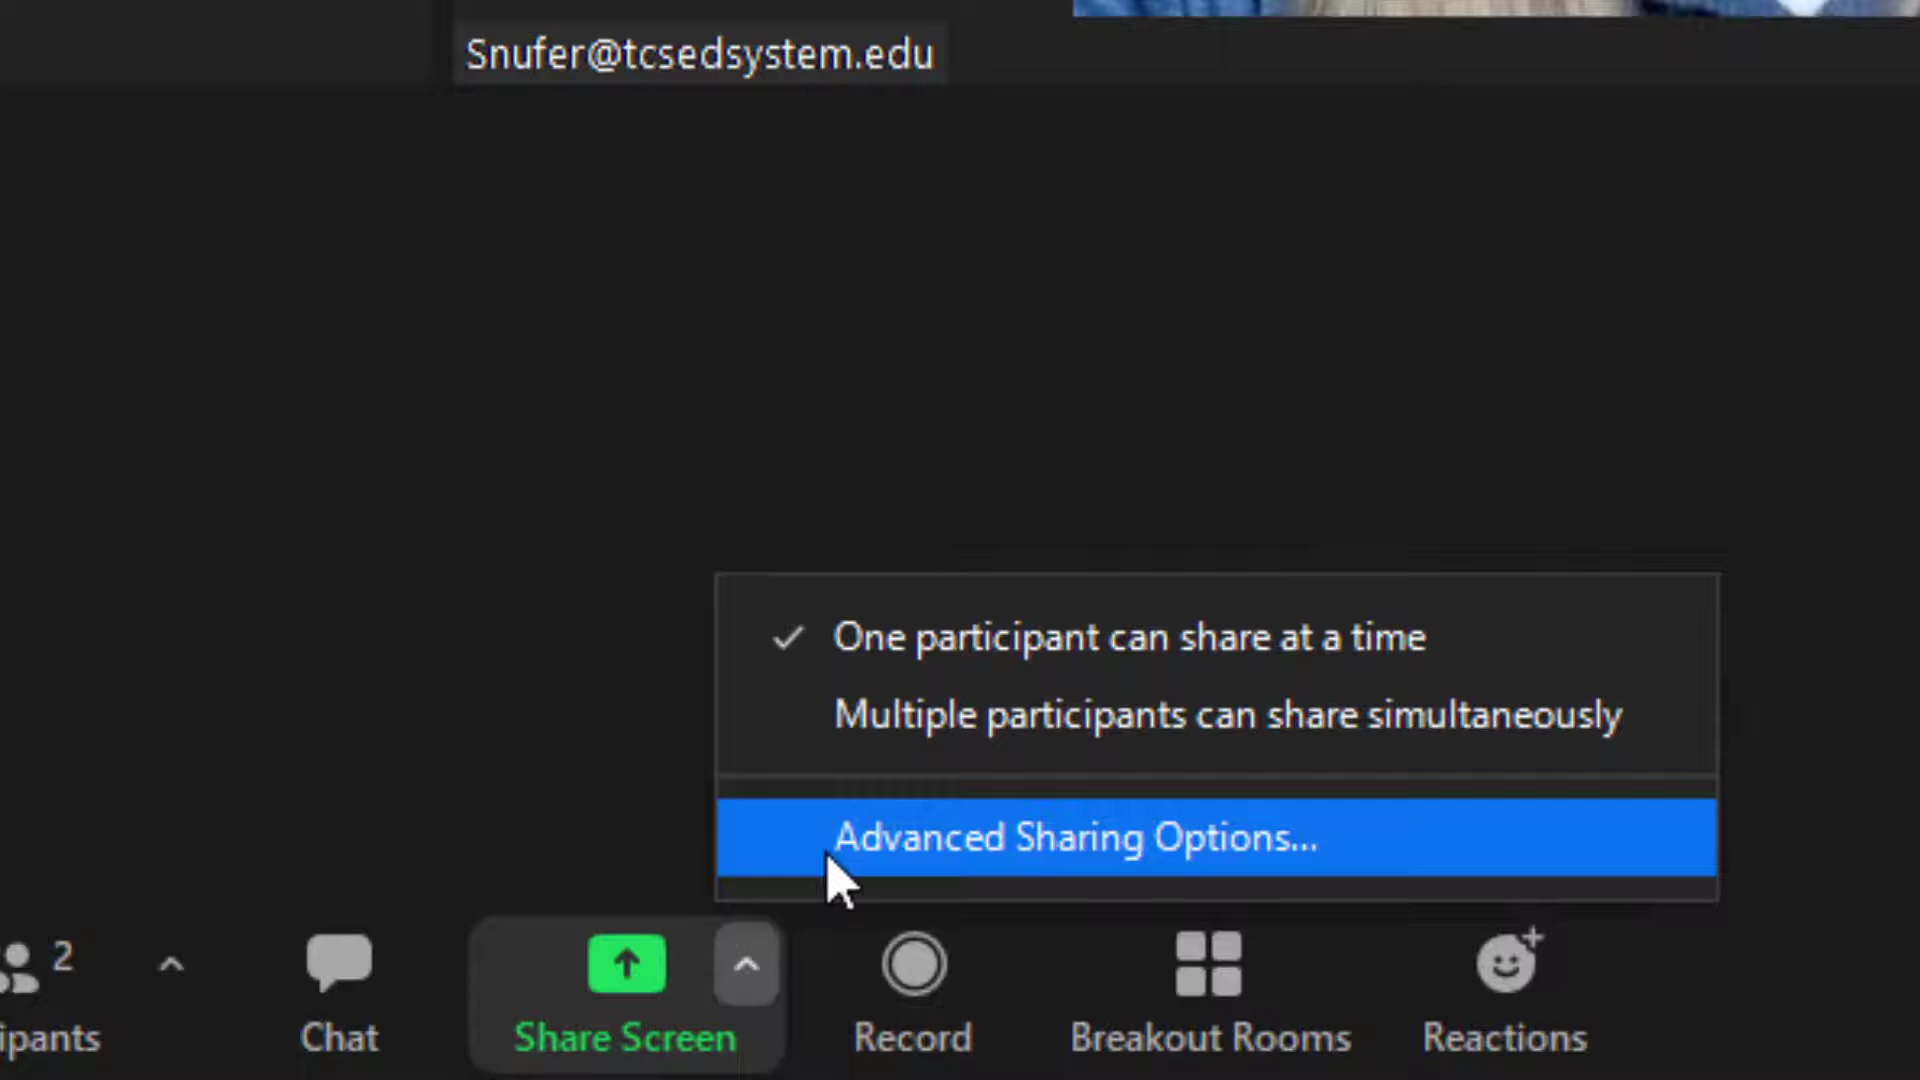 Snufer@tcsedsystem.edu
One participant can share at a time
Multiple participants can share simultaneously
Advanced Sharing Options...
2
ipants
Chat
Share Screen
Record
Breakout Rooms
Reactions